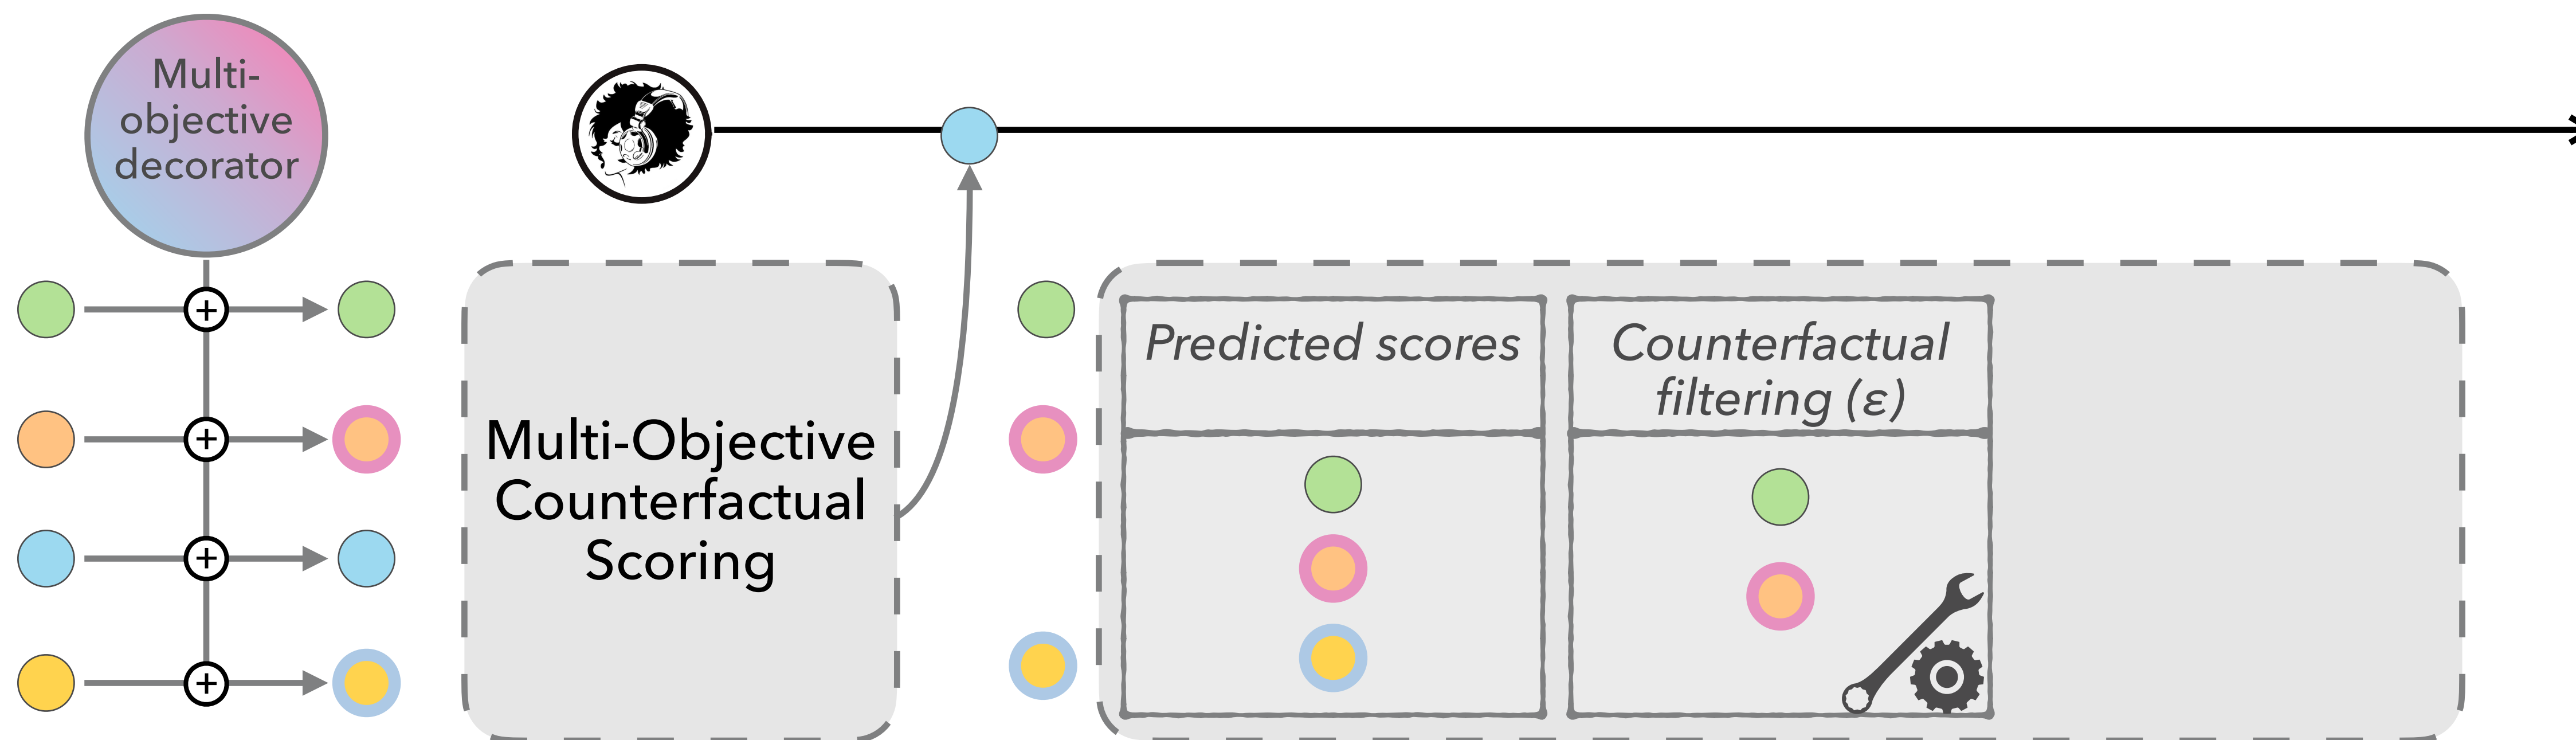 Multi-
objective
decorator
+
+
+
+
Multi-Objective
Counterfactual
Scoring
Predicted scores
Counterfactual
filtering (ε)